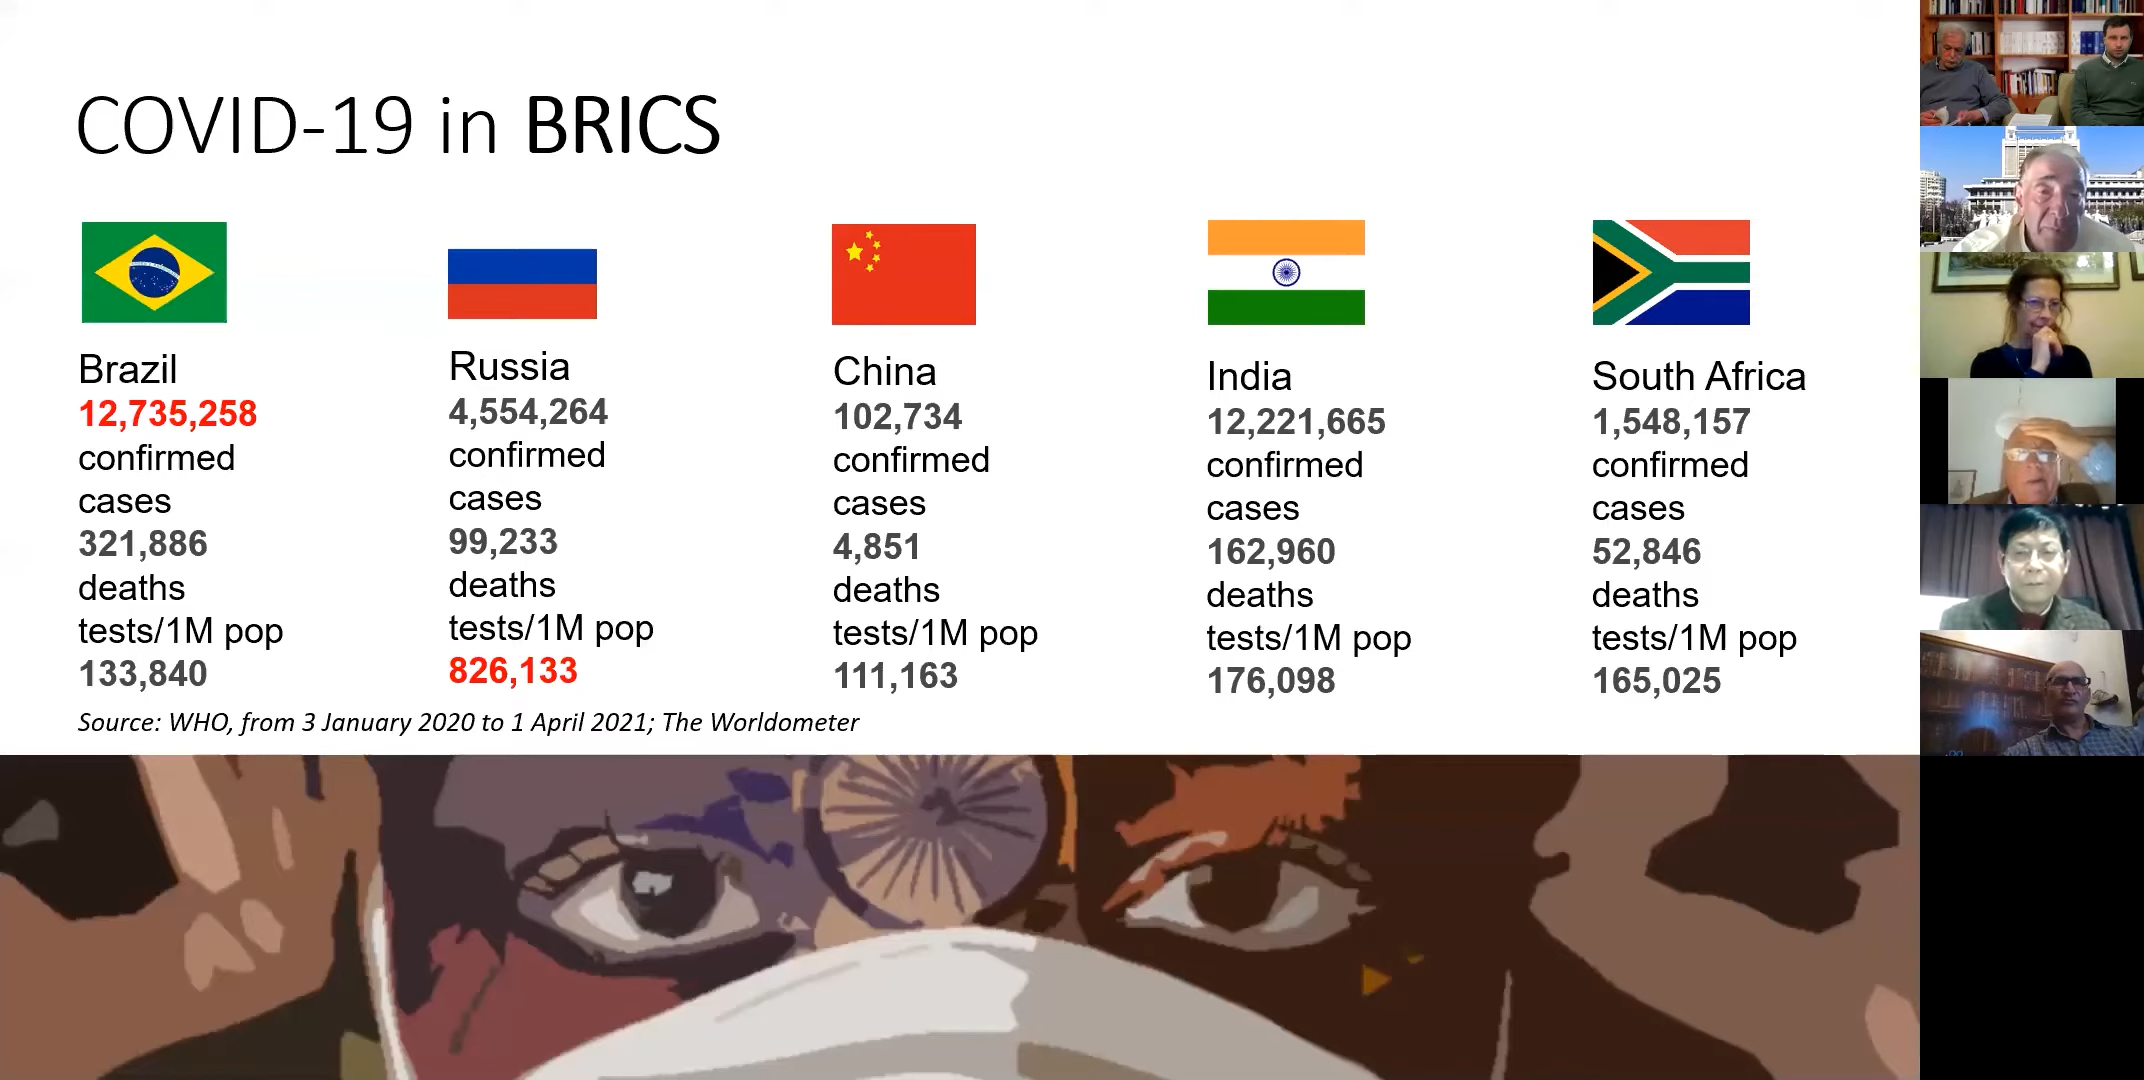 COVID-19 in BRICS
Brazil
12,735,258
confirmed
cases
321,886
deaths
tests/1M pop
133,840
Russia
4,554,264
confirmed
cases
99,233
deaths
tests/1M pop
826,133
China
102,734
confirmed
cases
4,851
deaths
tests/1M pop
111,163
India
12,221,665
confirmed
cases
162,960
deaths
tests/1M pop
176,098
South Africa
1,548,157
confirmed
cases
52,846
deaths
tests/1M pop
165,025
Source: WHO, from 3 January 2020 to 1 April 2021; The Worldometer